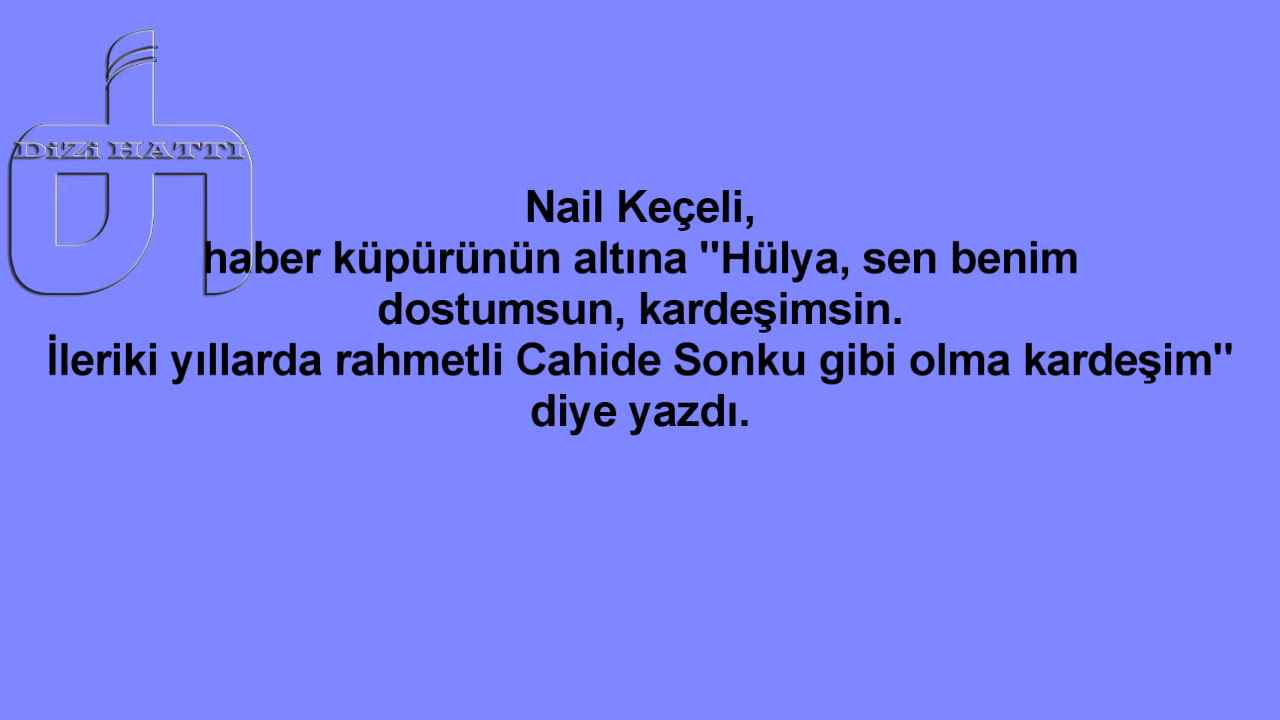 DiZi HATTI
Nail Keçeli,
haber küpürünün altına "Hülya, sen benim
dostumsun, kardeşimsin.
İleriki yıllarda rahmetli Cahide Sonku gibi olma kardeşim"
diye yazdı.